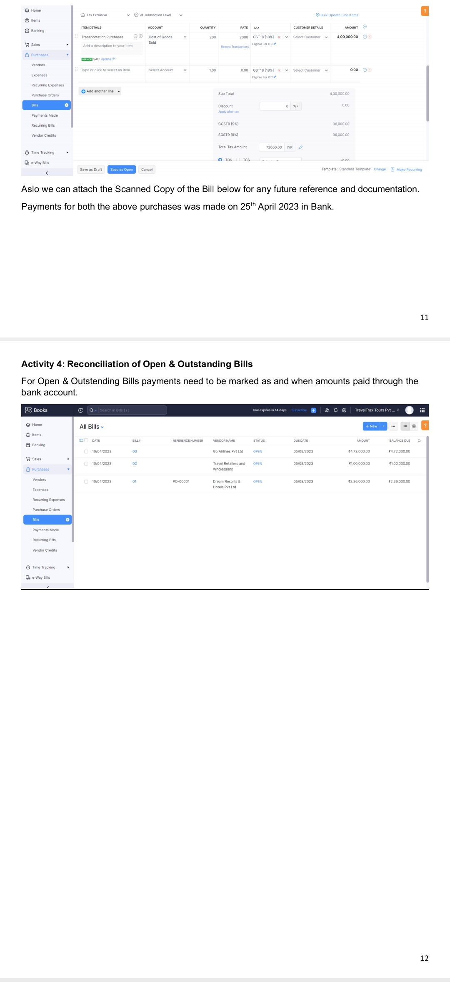 Home
Items
Banking
Sales
Purchases
Vendors
Expenses
Recurring Expenses
Purchase Orders
Bills
Payments Made
Recurring Bills
Vendor Credits
Time Tracking
e-Way Bills
Tax Exclusive At Transaction Level Bulk Update Line Items ?
ITEM DETAILS ACCOUNT QUANTITY RATE TAX CUSTOMER DETAILS AMOUNT
Transportation Purchases Cost of Goods Sold 200 2000 GST18 [18%] Select Customer 4,00,000.00
Add a description to your item Recent Transactions Eligible For ITC
SERVICE SAC: Update
Type or click to select an item. Select Account 1.00 0.00 GST18 [18%] Select Customer 0.00
Eligible For ITC
Add another line
Sub Total 4,00,000.00
Discount 0 % 0.00
Apply after tax
CGST9 [9%] 36,000.00
SGST9 [9%] 36,000.00
Total Tax Amount 72000.00 INR
TDS TCS -0.00
Save as Draft Save as Open Cancel Template: 'Standard Template' Change Make Recurring
Aslo we can attach the Scanned Copy of the Bill below for any future reference and documentation.
Payments for both the above purchases was made on 25th April 2023 in Bank.
11
Activity 4: Reconciliation of Open & Outstanding Bills
For Open & Outstending Bills payments need to be marked as and when amounts paid through the
bank account.
Books Search in Bills ( / ) Trial expires in 14 days. Subscribe TravelTrax Tours Pvt ...
Home
Items
Banking
Sales
Purchases
Vendors
Expenses
Recurring Expenses
Purchase Orders
Bills
Payments Made
Recurring Bills
Vendor Credits
Time Tracking
e-Way Bills
All Bills + New ?
DATE BILL# REFERENCE NUMBER VENDOR NAME STATUS DUE DATE AMOUNT BALANCE DUE
10/04/2023 03 Go Airlines Pvt Ltd OPEN 05/08/2023 ₹4,72,000.00 ₹4,72,000.00
10/04/2023 02 Travel Retailers and Wholesalers OPEN 05/08/2023 ₹1,00,000.00 ₹1,00,000.00
10/04/2023 01 PO-00001 Dream Resorts & Hotels Pvt Ltd OPEN 05/08/2023 ₹2,36,000.00 ₹2,36,000.00
12